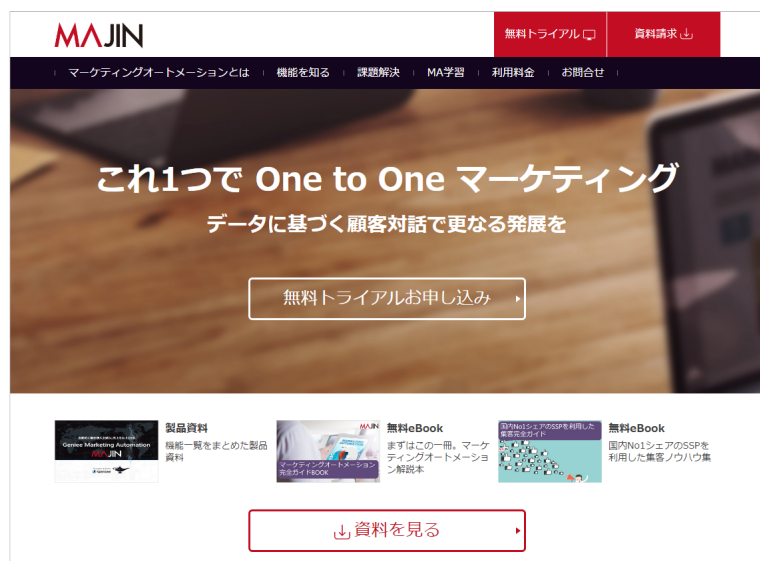 MAJIN
無料トライアル
資料請求
マーケティングオートメーションとは
機能を知る
課題解決
MA学習
利用料金
お問合せ
これ1つで One to One マーケティング
データに基づく顧客対話で更なる発展を
無料トライアルお申し込み
Geniee Marketing Automation
MAJIN
製品資料
機能一覧をまとめた製品
資料
MAJIN
マーケティングオートメーション
完全ガイドBOOK
無料eBook
まずはこの一冊。マーケ
ティングオートメーショ
ン解説本
国内No1シェアのSSPを利用した
集客完全ガイド
無料eBook
国内No1シェアのSSPを
利用した集客ノウハウ集
資料を見る